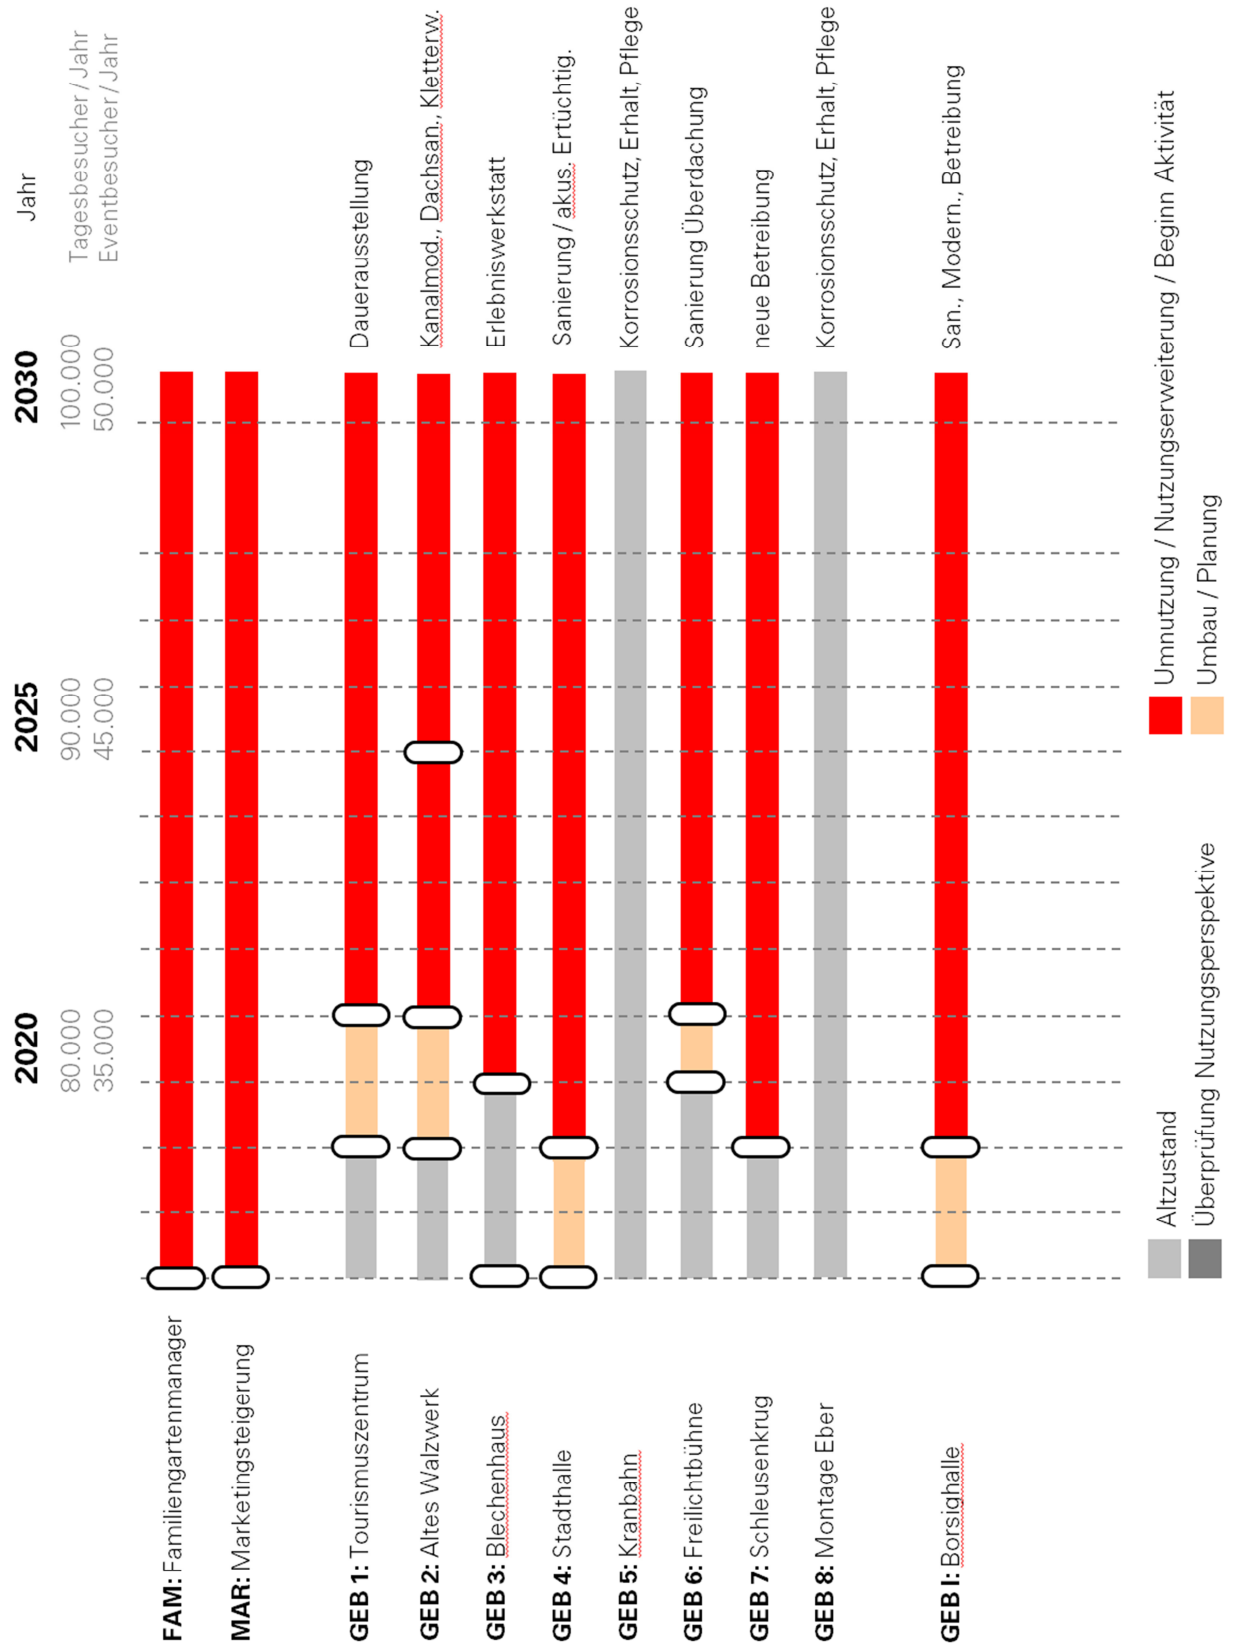 2020 2025 2030 Jahr
80.000 90.000 100.000 Tagesbesucher / Jahr
35.000 45.000 50.000 Eventbesucher / Jahr
FAM: Familiengartenmanager
MAR: Marketingsteigerung
GEB 1: Tourismuszentrum Dauerausstellung
GEB 2: Altes Walzwerk Kanalmod., Dachsan., Kletterw.
GEB 3: Blechenhaus Erlebniswerkstatt
GEB 4: Stadthalle Sanierung / akus. Ertüchtig.
GEB 5: Kranbahn Korrosionsschutz, Erhalt, Pflege
GEB 6: Freilichtbühne Sanierung Überdachung
GEB 7: Schleusenkrug neue Betreibung
GEB 8: Montage Eber Korrosionsschutz, Erhalt, Pflege
GEB I: Borsighalle San., Modern., Betreibung
Altzustand Umnutzung / Nutzungserweiterung / Beginn Aktivität
Überprüfung Nutzungsperspektive Umbau / Planung